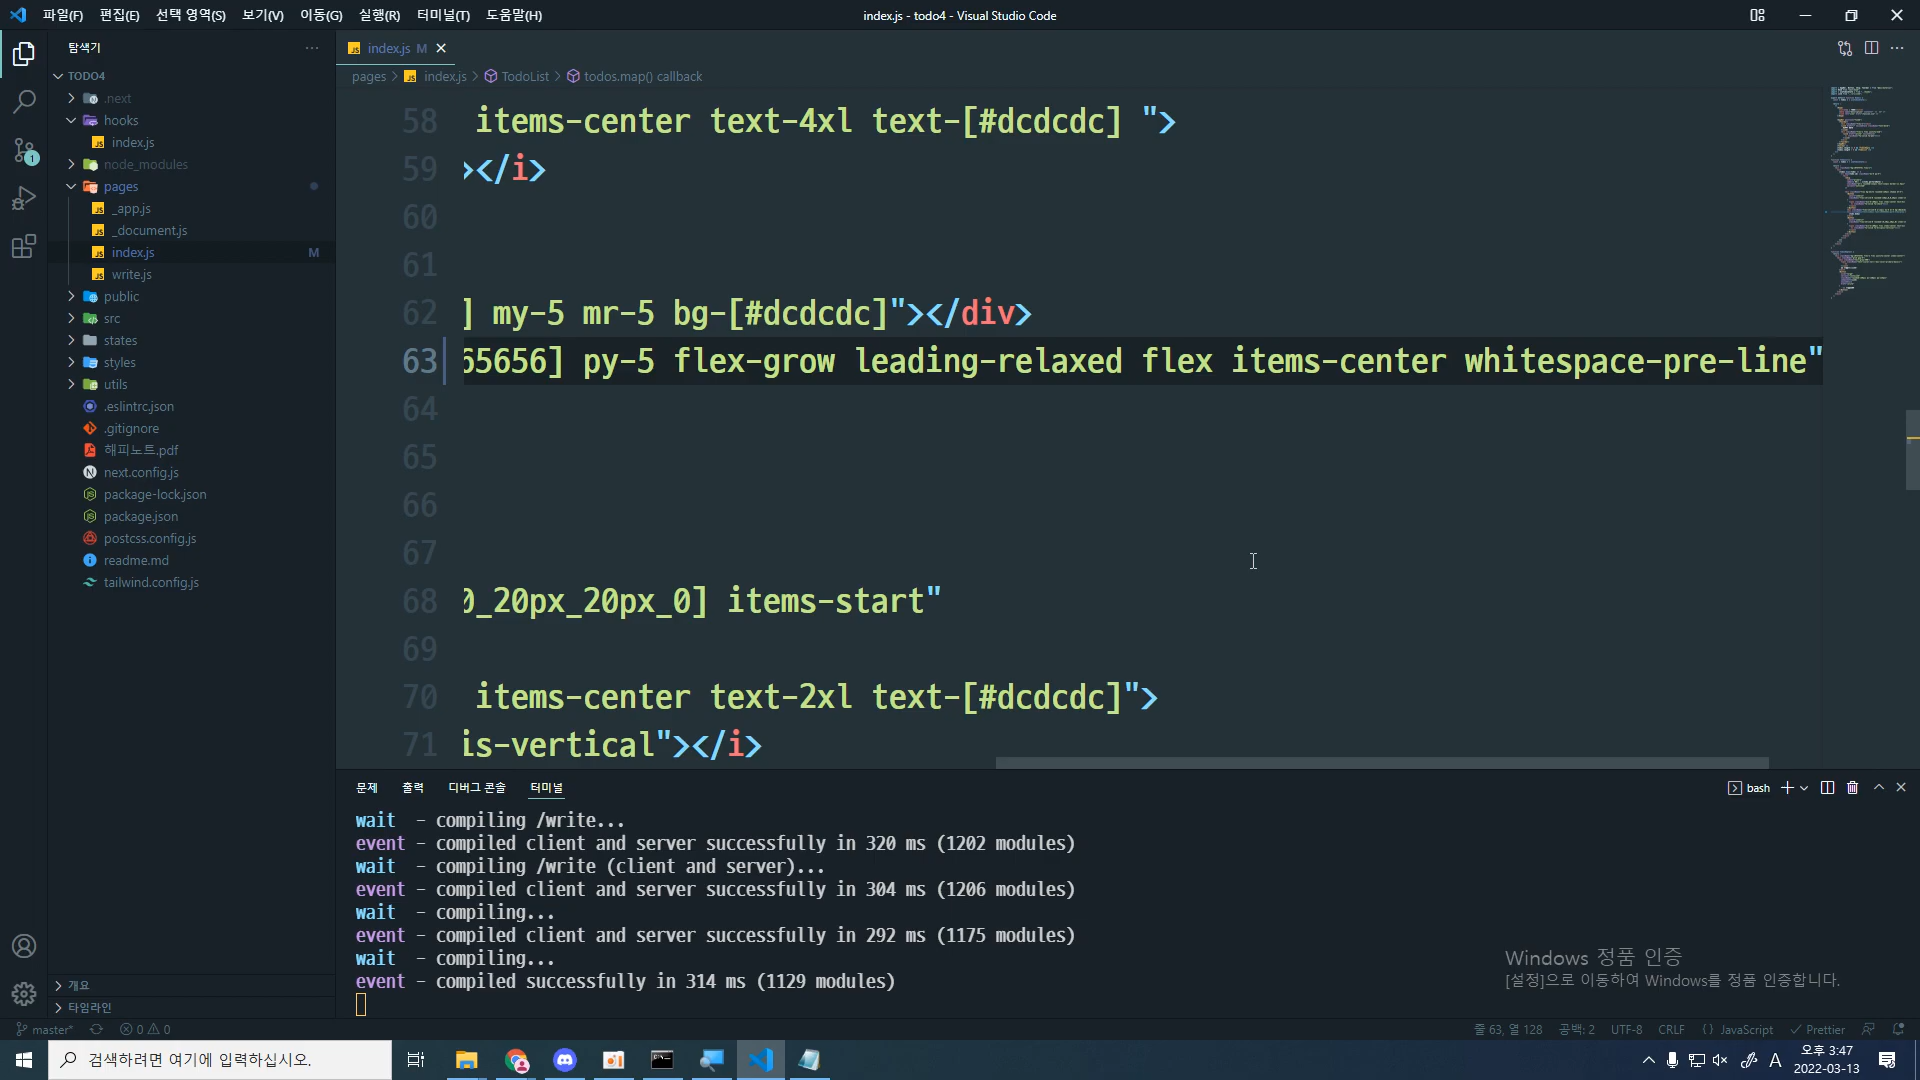 파일(F) 편집(E) 선택 영역(S) 보기(V) 이동(G) 실행(R) 터미널(T) 도움말(H)
index.js - todo4 - Visual Studio Code
탐색기
TODO4
.next
hooks
index.js
node_modules
pages
_app.js
_document.js
index.js M
write.js
public
src
states
styles
utils
.eslintrc.json
.gitignore
해피노트.pdf
next.config.js
package-lock.json
package.json
postcss.config.js
readme.md
tailwind.config.js
개요
타임라인
1
index.js M
pages > index.js > TodoList > todos.map() callback
58 items-center text-4xl text-[#dcdcdc] ">
59 ></i>
60
61
62 ] my-5 mr-5 bg-[#dcdcdc]"></div>
63 65656] py-5 flex-grow leading-relaxed flex items-center whitespace-pre-line"
64
65
66
67
68 0_20px_20px_0] items-start"
69
70 items-center text-2xl text-[#dcdcdc]">
71 is-vertical"></i>
문제 출력 디버그 콘솔 터미널
bash
wait - compiling /write...
event - compiled client and server successfully in 320 ms (1202 modules)
wait - compiling /write (client and server)...
event - compiled client and server successfully in 304 ms (1206 modules)
wait - compiling...
event - compiled client and server successfully in 292 ms (1175 modules)
wait - compiling...
event - compiled successfully in 314 ms (1129 modules)
Windows 정품 인증
[설정]으로 이동하여 Windows를 정품 인증합니다.
master* 0 0
줄 63, 열 128 공백: 2 UTF-8 CRLF {} JavaScript Prettier
검색하려면 여기에 입력하십시오.
A
오후 3:47
2022-03-13